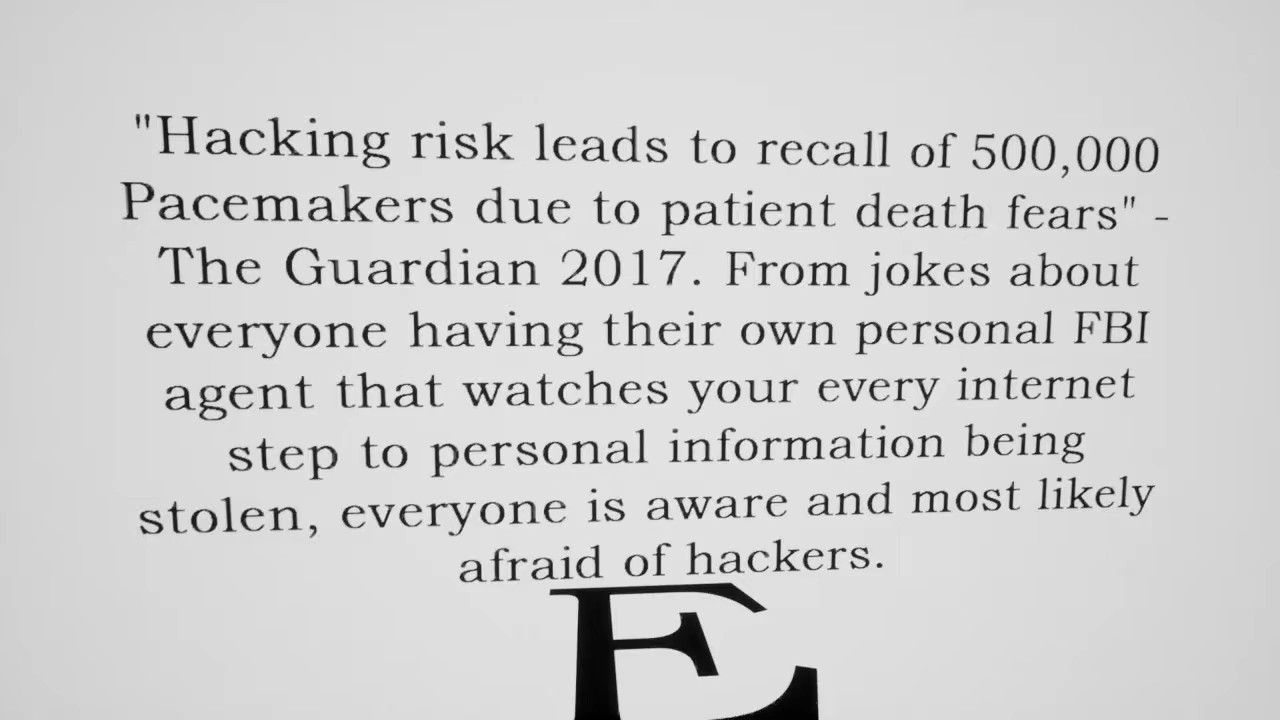 "Hacking risk leads to recall of 500,000
Pacemakers due to patient death fears" -
The Guardian 2017. From jokes about
everyone having their own personal FBI
agent that watches your every internet
step to personal information being
stolen, everyone is aware and most likely
afraid of hackers.
E